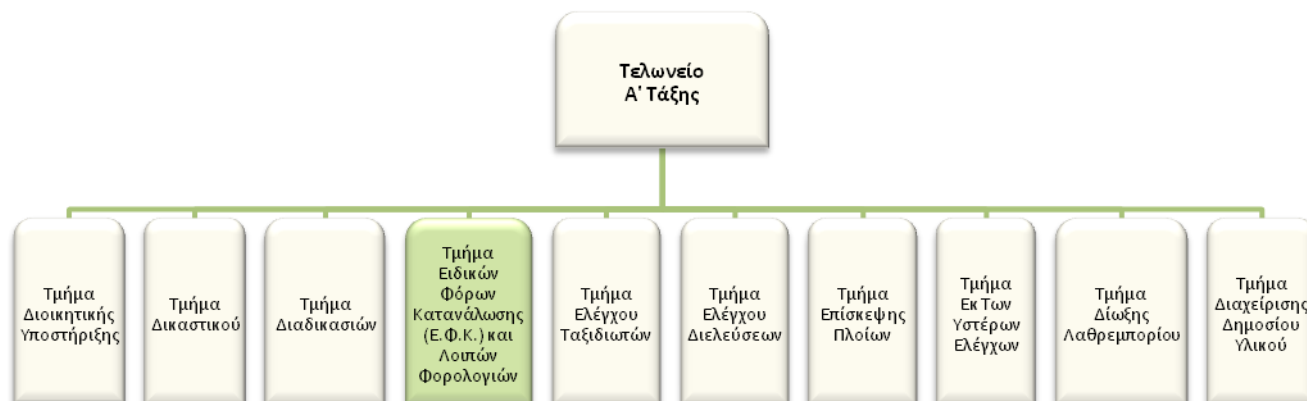 Τελωνείο
Α' Τάξης
Τμήμα
Διοικητικής
Υποστήριξης
Τμήμα
Δικαστικού
Τμήμα
Διαδικασιών
Τμήμα
Ειδικών
Φόρων
Κατανάλωσης
(Ε.Φ.Κ.) και
Λοιπών
Φορολογιών
Τμήμα
Ελέγχου
Ταξιδιωτών
Τμήμα
Ελέγχου
Διελεύσεων
Τμήμα
Επίσκεψης
Πλοίων
Τμήμα
Εκ Των
Υστέρων
Ελέγχων
Τμήμα
Δίωξης
Λαθρεμπορίου
Τμήμα
Διαχείρισης
Δημοσίου
Υλικού